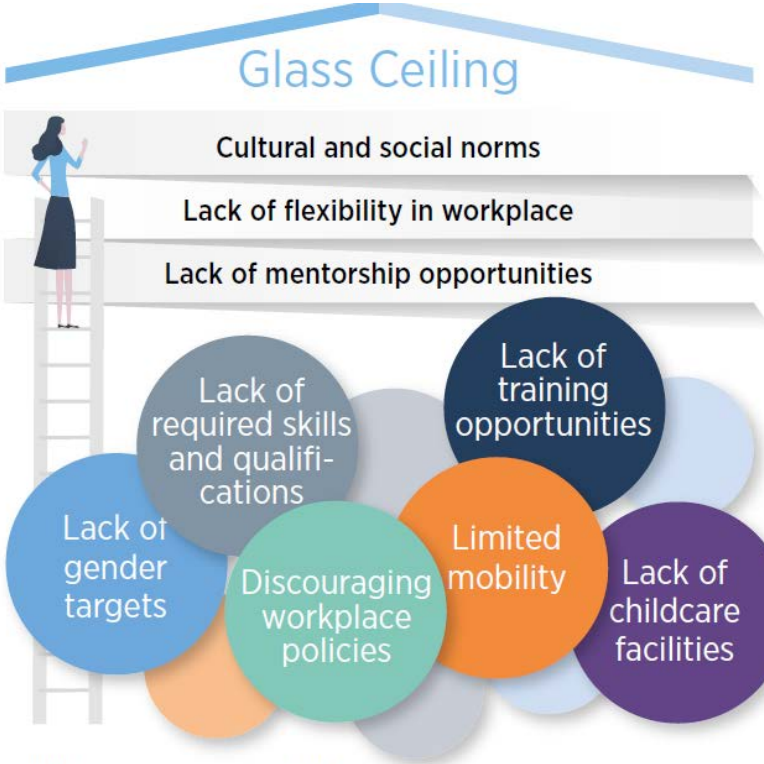 Glass Ceiling
Cultural and social norms
Lack of flexibility in workplace
Lack of mentorship opportunities
Lack of
required skills
and qualifi-
cations
Lack of
training
opportunities
Lack of
gender
targets
Discouraging
workplace
policies
Limited
mobility
Lack of
childcare
facilities